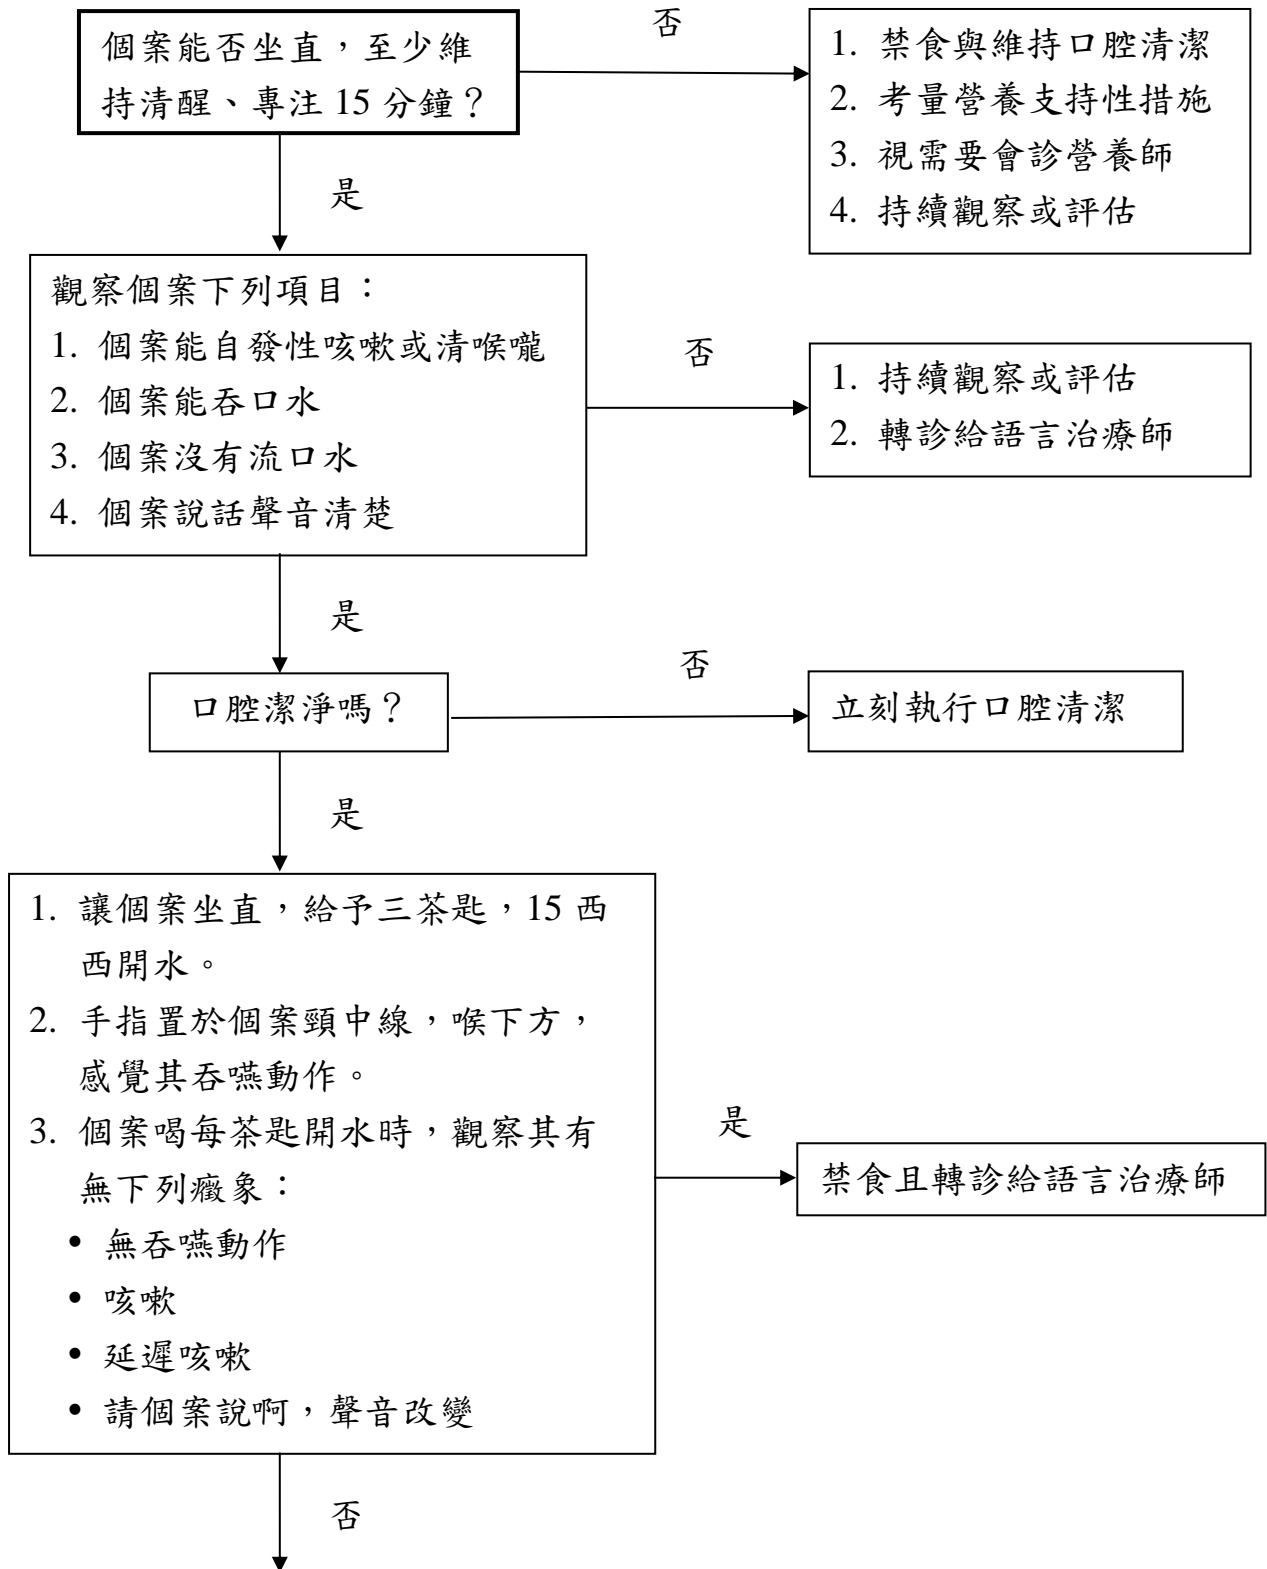 個案能否坐直，至少維
持清醒、專注 15 分鐘？
否
1. 禁食與維持口腔清潔
2. 考量營養支持性措施
3. 視需要會診營養師
4. 持續觀察或評估
是
觀察個案下列項目：
1. 個案能自發性咳嗽或清喉嚨
2. 個案能吞口水
3. 個案沒有流口水
4. 個案說話聲音清楚
否
1. 持續觀察或評估
2. 轉診給語言治療師
是
口腔潔淨嗎？
否
立刻執行口腔清潔
是
1. 讓個案坐直，給予三茶匙，15 西
西開水。
2. 手指置於個案頸中線，喉下方，
感覺其吞嚥動作。
3. 個案喝每茶匙開水時，觀察其有
無下列癥象：
• 無吞嚥動作
• 咳嗽
• 延遲咳嗽
• 請個案說啊，聲音改變
是
禁食且轉診給語言治療師
否